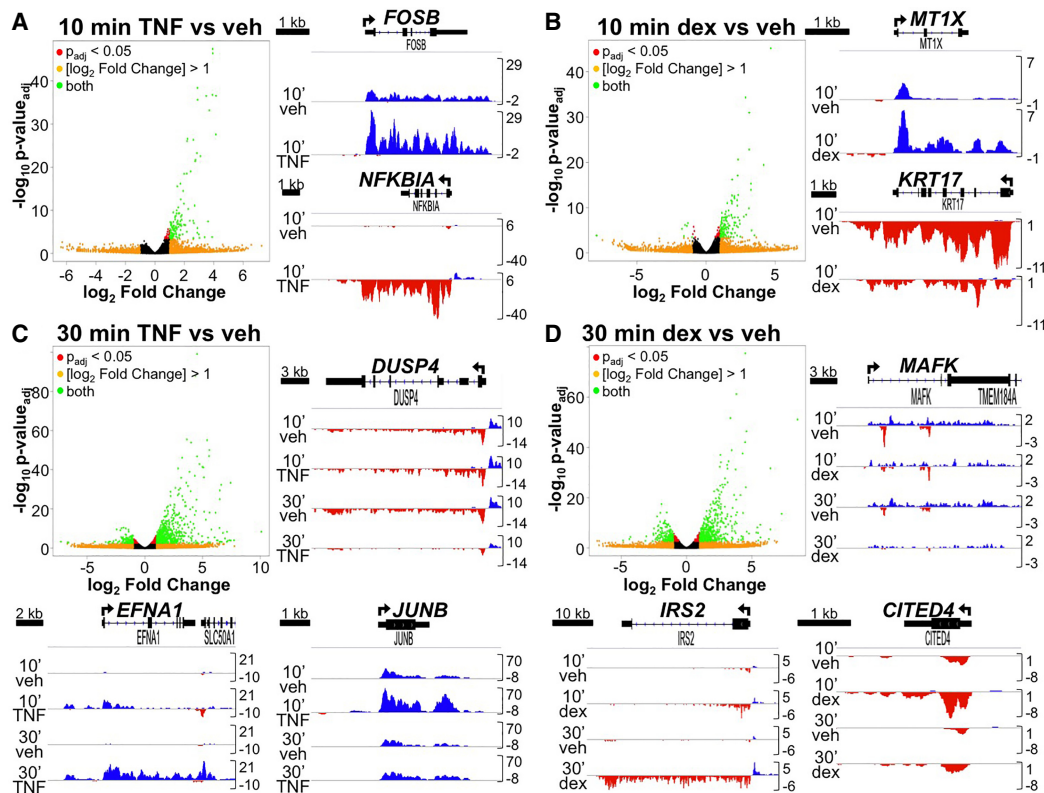 A 10 min TNF vs veh
p adj < 0.05
[log2 Fold Change] > 1
both
-log10 p-value adj
40
30
20
10
0
-6 -4 -2 0 2 4 6
log2 Fold Change
1 kb FOSB
FOSB
10' veh 29 -2
10' TNF 29 -2
1 kb NFKBIA
NFKBIA
10' veh 6 -40
10' TNF 6 -40
B 10 min dex vs veh
p adj < 0.05
[log2 Fold Change] > 1
both
-log10 p-value adj
40
30
20
10
0
-5 0 5
log2 Fold Change
1 kb MT1X
MT1X
10' veh 7 -1
10' dex 7 -1
1 kb KRT17
KRT17
10' veh 1 -11
10' dex 1 -11
C 30 min TNF vs veh
p adj < 0.05
[log2 Fold Change] > 1
both
-log10 p-value adj
80
60
40
20
0
-5 0 5 10
log2 Fold Change
3 kb DUSP4
DUSP4
10' veh 10 -14
10' TNF 10 -14
30' veh 10 -14
30' TNF 10 -14
2 kb EFNA1
EFNA1 SLC50A1
10' veh 21 -10
10' TNF 21 -10
30' veh 21 -10
30' TNF 21 -10
1 kb JUNB
JUNB
10' veh 70 -8
10' TNF 70 -8
30' veh 70 -8
30' TNF 70 -8
D 30 min dex vs veh
p adj < 0.05
[log2 Fold Change] > 1
both
-log10 p-value adj
60
40
20
0
-5 0 5 10
log2 Fold Change
3 kb MAFK
MAFK TMEM184A
10' veh 2 -3
10' dex 2 -3
30' veh 2 -3
30' dex 2 -3
10 kb IRS2
IRS2
10' veh 5 -6
10' dex 5 -6
30' veh 5 -6
30' dex 5 -6
1 kb CITED4
CITED4
10' veh 1 -8
10' dex 1 -8
30' veh 1 -8
30' dex 1 -8